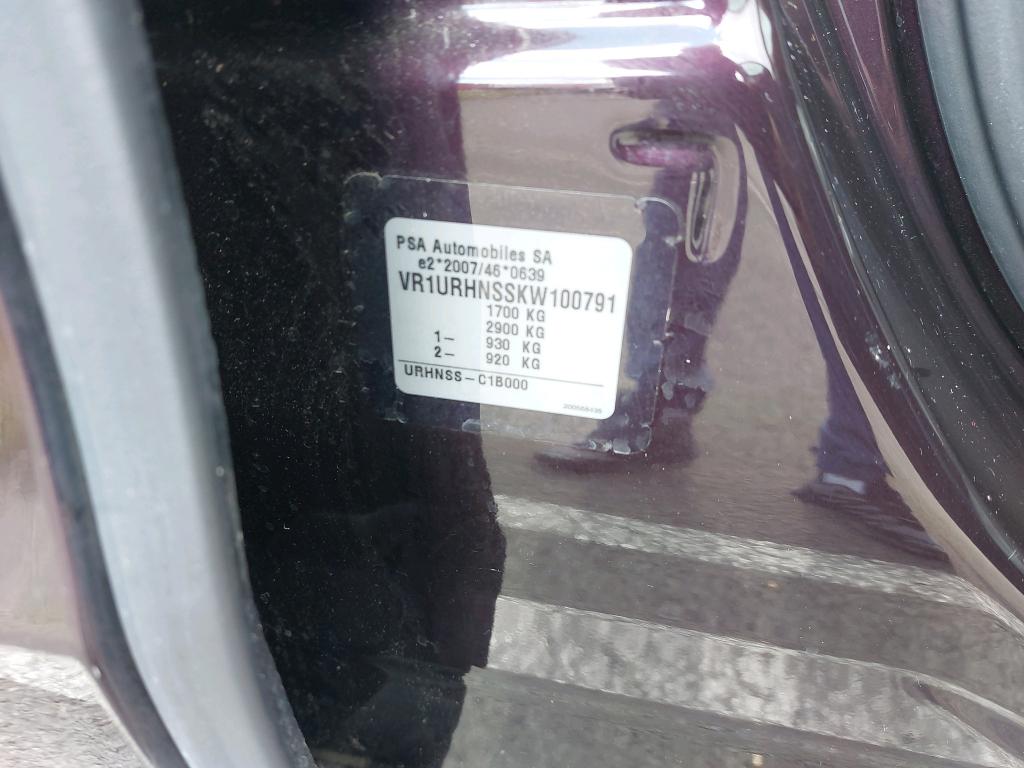 PSA Automobiles SA
e2*2007/46*0639
VR1URHNSSKW100791
1700 KG
2900 KG
1- 930 KG
2- 920 KG
URHNSS-C1B000